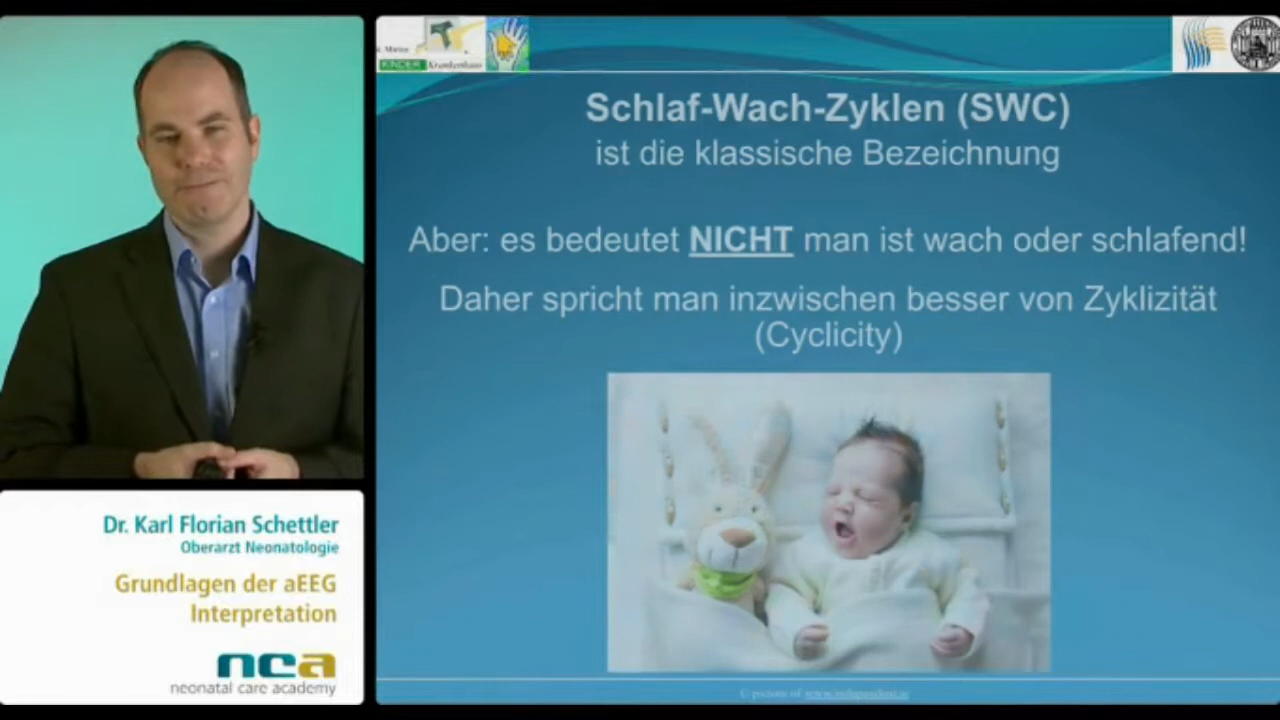 KINDER Krankenhaus
Schlaf-Wach-Zyklen (SWC)
ist die klassische Bezeichnung
Aber: es bedeutet NICHT man ist wach oder schlafend!
Daher spricht man inzwischen besser von Zyklizität
(Cyclicity)
Dr. Karl Florian Schettler
Oberarzt Neonatologie
Grundlagen der aEEG
Interpretation
nca
neonatal care academy